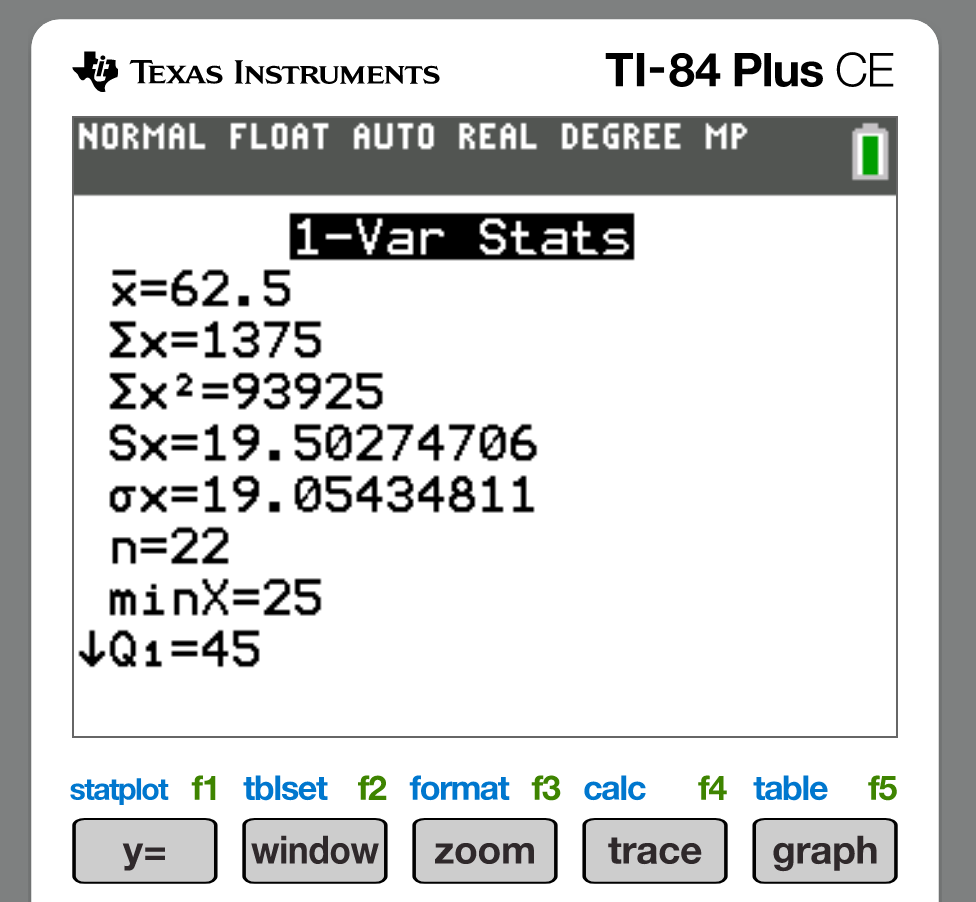 TEXAS INSTRUMENTS TI-84 Plus CE
NORMAL FLOAT AUTO REAL DEGREE MP
1-Var Stats
x̄=62.5
Σx=1375
Σx²=93925
Sx=19.50274706
σx=19.05434811
n=22
minX=25
↓Q₁=45
statplot f1 tblset f2 format f3 calc f4 table f5
y= window zoom trace graph